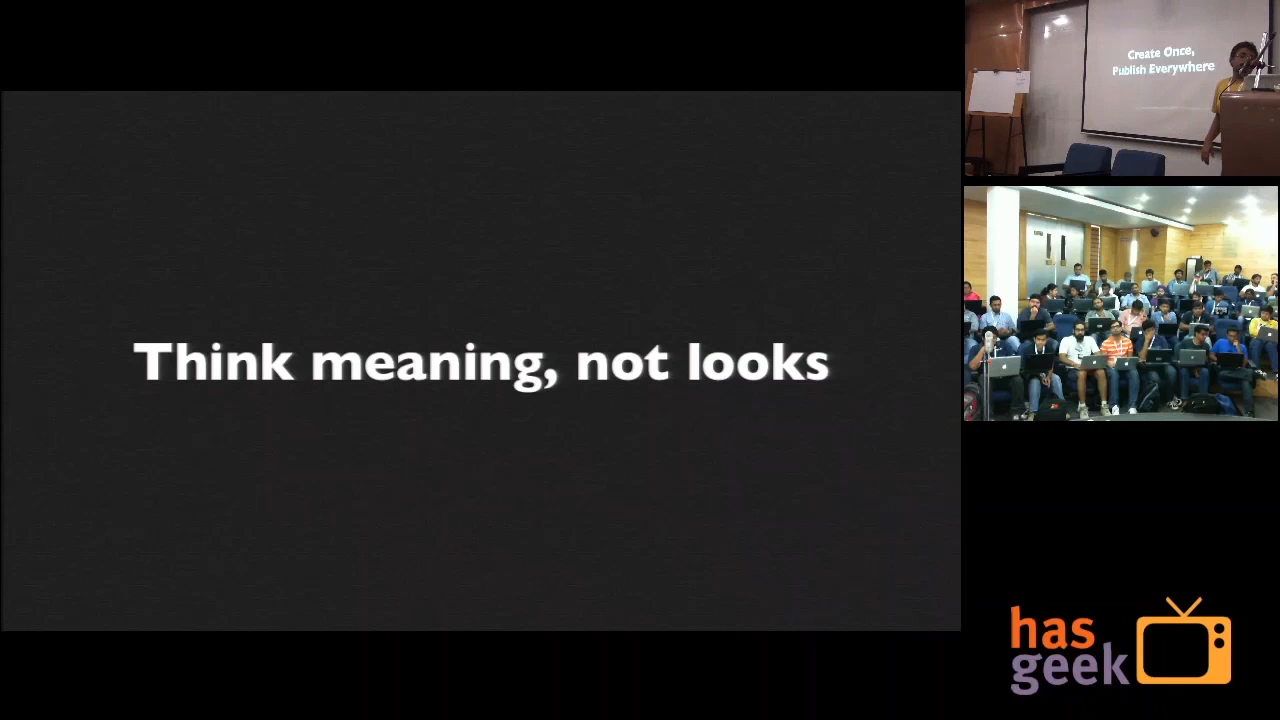 Think meaning, not looks
Create Once,
Publish Everywhere
has
geek